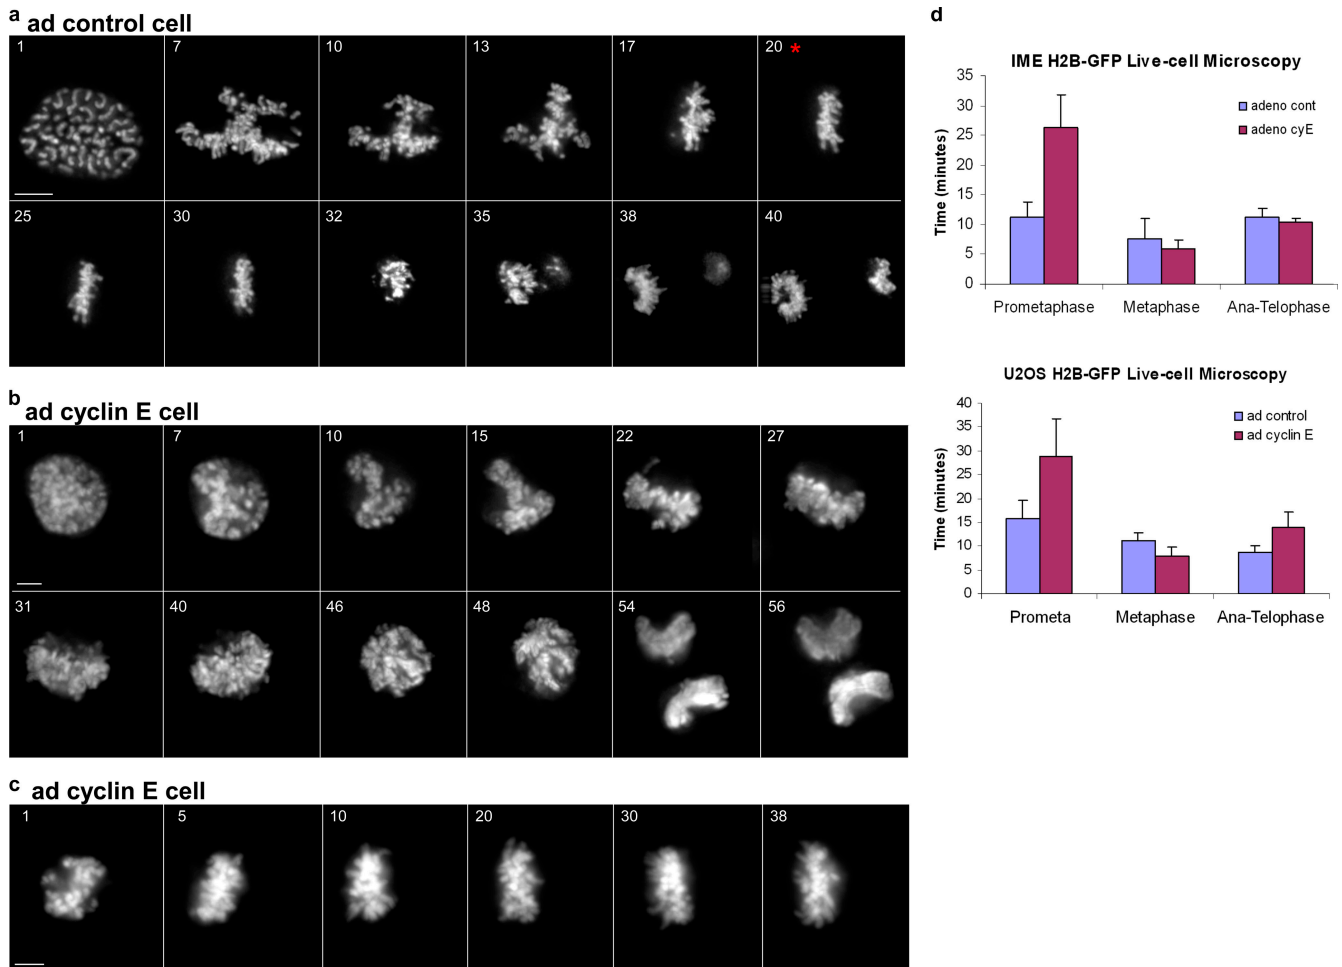 a ad control cell
1 7 10 13 17 20 *
25 30 32 35 38 40
b ad cyclin E cell
1 7 10 15 22 27
31 40 46 48 54 56
c ad cyclin E cell
1 5 10 20 30 38
d
IME H2B-GFP Live-cell Microscopy
Time (minutes)
35
30
25
20
15
10
5
0
adeno cont
adeno cyE
Prometaphase Metaphase Ana-Telophase
U2OS H2B-GFP Live-cell Microscopy
Time (minutes)
40
35
30
25
20
15
10
5
0
ad control
ad cyclin E
Prometa Metaphase Ana-Telophase